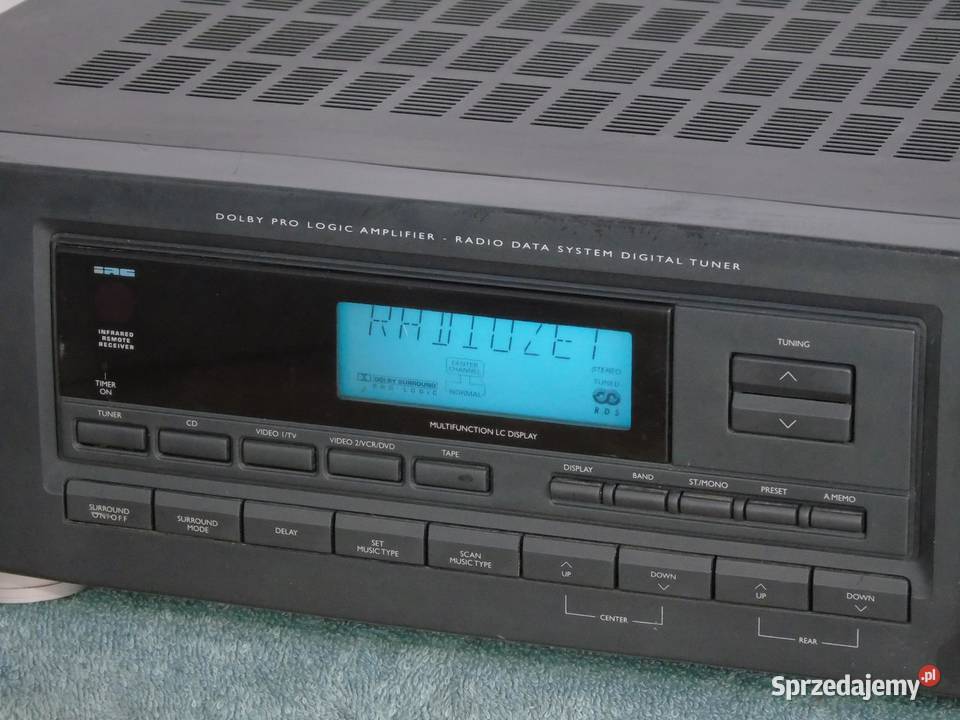 DOLBY PRO LOGIC AMPLIFIER - RADIO DATA SYSTEM DIGITAL TUNER
INFRARED
REMOTE
RECEIVER
TIMER
ON
RADIOZET
CENTER
CHANNEL
NORMAL
DOLBY SURROUND
PRO · LOGIC
STEREO
TUNED
RDS
MULTIFUNCTION LC DISPLAY
TUNING
TUNER
CD
VIDEO 1/TV
VIDEO 2/VCR/DVD
TAPE
DISPLAY
BAND
ST./MONO
PRESET
A.MEMO
SURROUND
ON/OFF
SURROUND
MODE
DELAY
SET
MUSIC TYPE
SCAN
MUSIC TYPE
UP
DOWN
UP
DOWN
CENTER
REAR
Sprzedajemy.pl